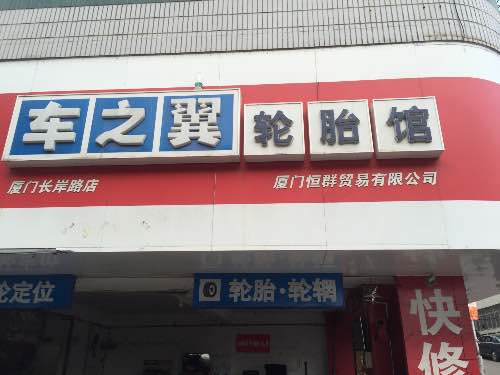 车之翼轮胎馆
厦门长岸路店
厦门恒群贸易有限公司
轮定位
轮胎·轮辋
快修